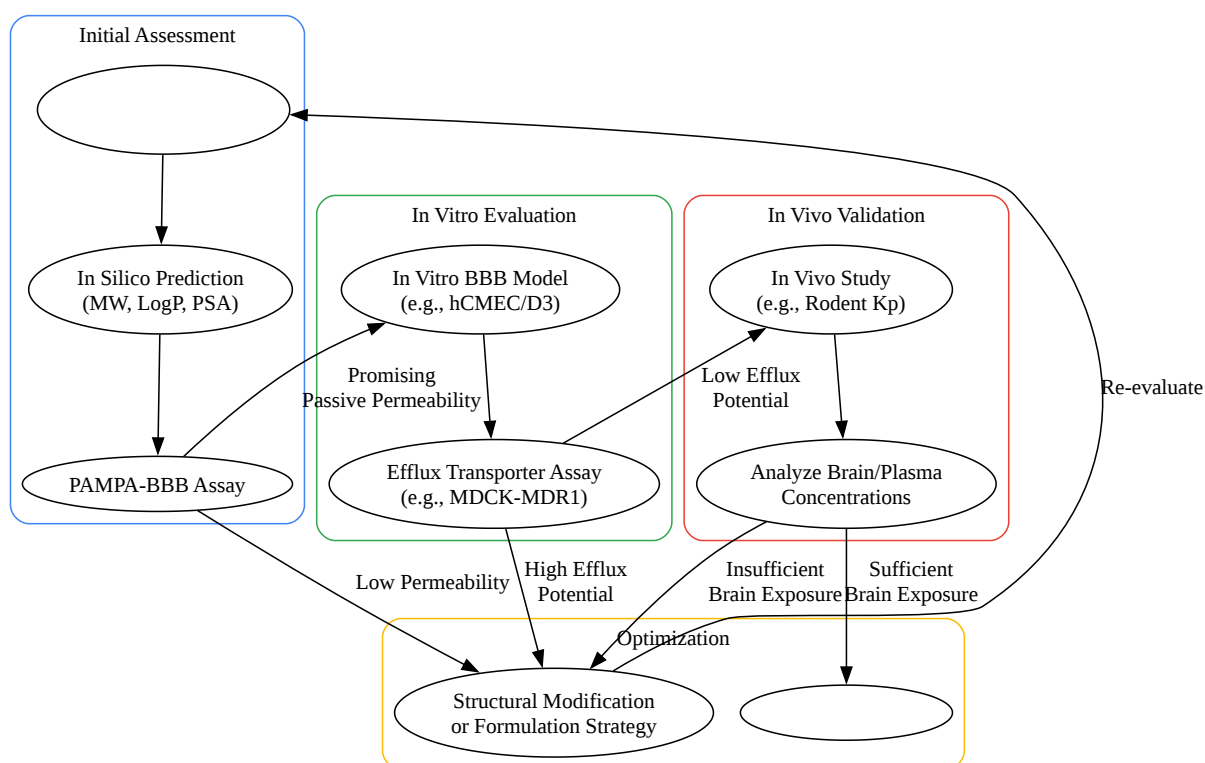 Initial Assessment
In Vitro Evaluation
In Vivo Validation
In Silico Prediction
(MW, LogP, PSA)
In Vitro BBB Model
(e.g., hCMEC/D3)
In Vivo Study
(e.g., Rodent Kp)
Promising
Passive Permeability
Low Efflux
Potential
Re-evaluate
PAMPA-BBB Assay
Efflux Transporter Assay
(e.g., MDCK-MDR1)
Analyze Brain/Plasma
Concentrations
Low Permeability
High Efflux
Potential
Insufficient
Brain Exposure
Sufficient
Brain Exposure
Optimization
Structural Modification
or Formulation Strategy